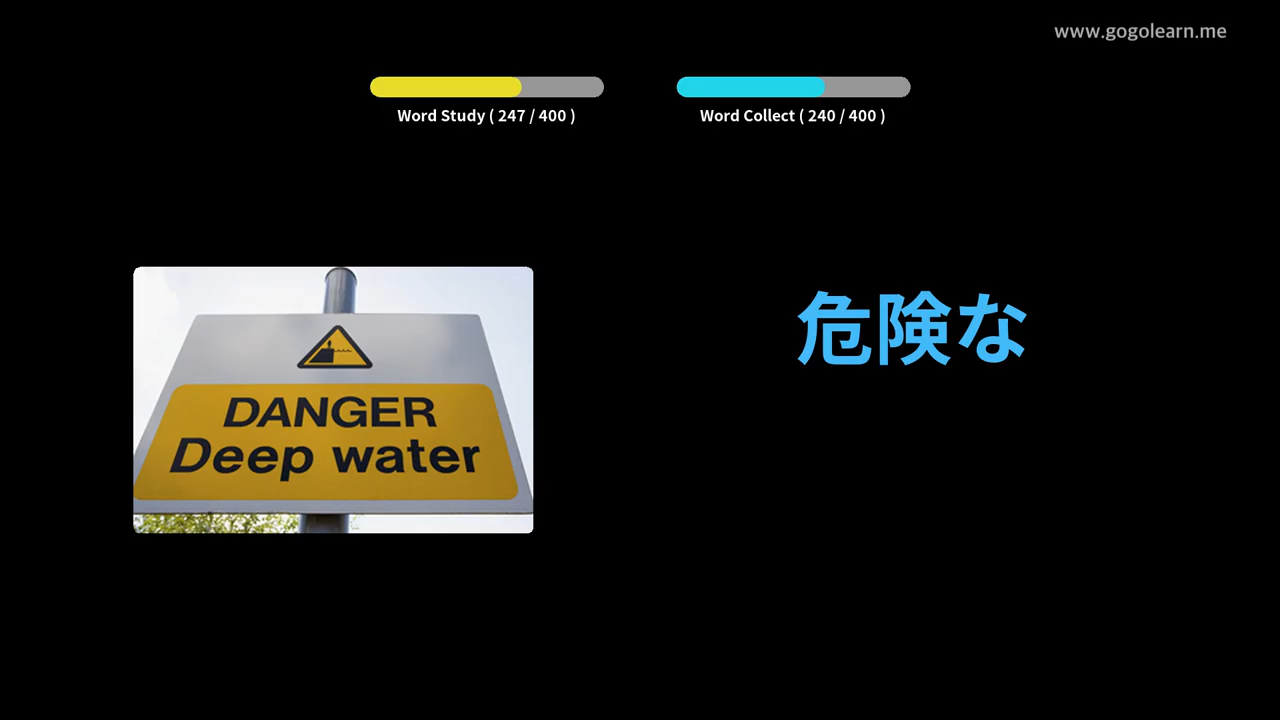 www.gogolearn.me
Word Study ( 247 / 400 )
Word Collect ( 240 / 400 )
DANGER
Deep water
危険な